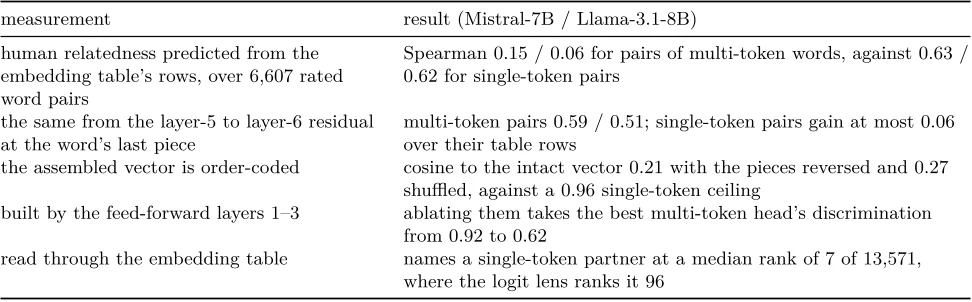 measurement result (Mistral-7B / Llama-3.1-8B)
human relatedness predicted from the Spearman 0.15 / 0.06 for pairs of multi-token words, against 0.63 /
embedding table's rows, over 6,607 rated 0.62 for single-token pairs
word pairs
the same from the layer-5 to layer-6 residual multi-token pairs 0.59 / 0.51; single-token pairs gain at most 0.06
at the word's last piece over their table rows
the assembled vector is order-coded cosine to the intact vector 0.21 with the pieces reversed and 0.27
shuffled, against a 0.96 single-token ceiling
built by the feed-forward layers 1–3 ablating them takes the best multi-token head's discrimination
from 0.92 to 0.62
read through the embedding table names a single-token partner at a median rank of 7 of 13,571,
where the logit lens ranks it 96